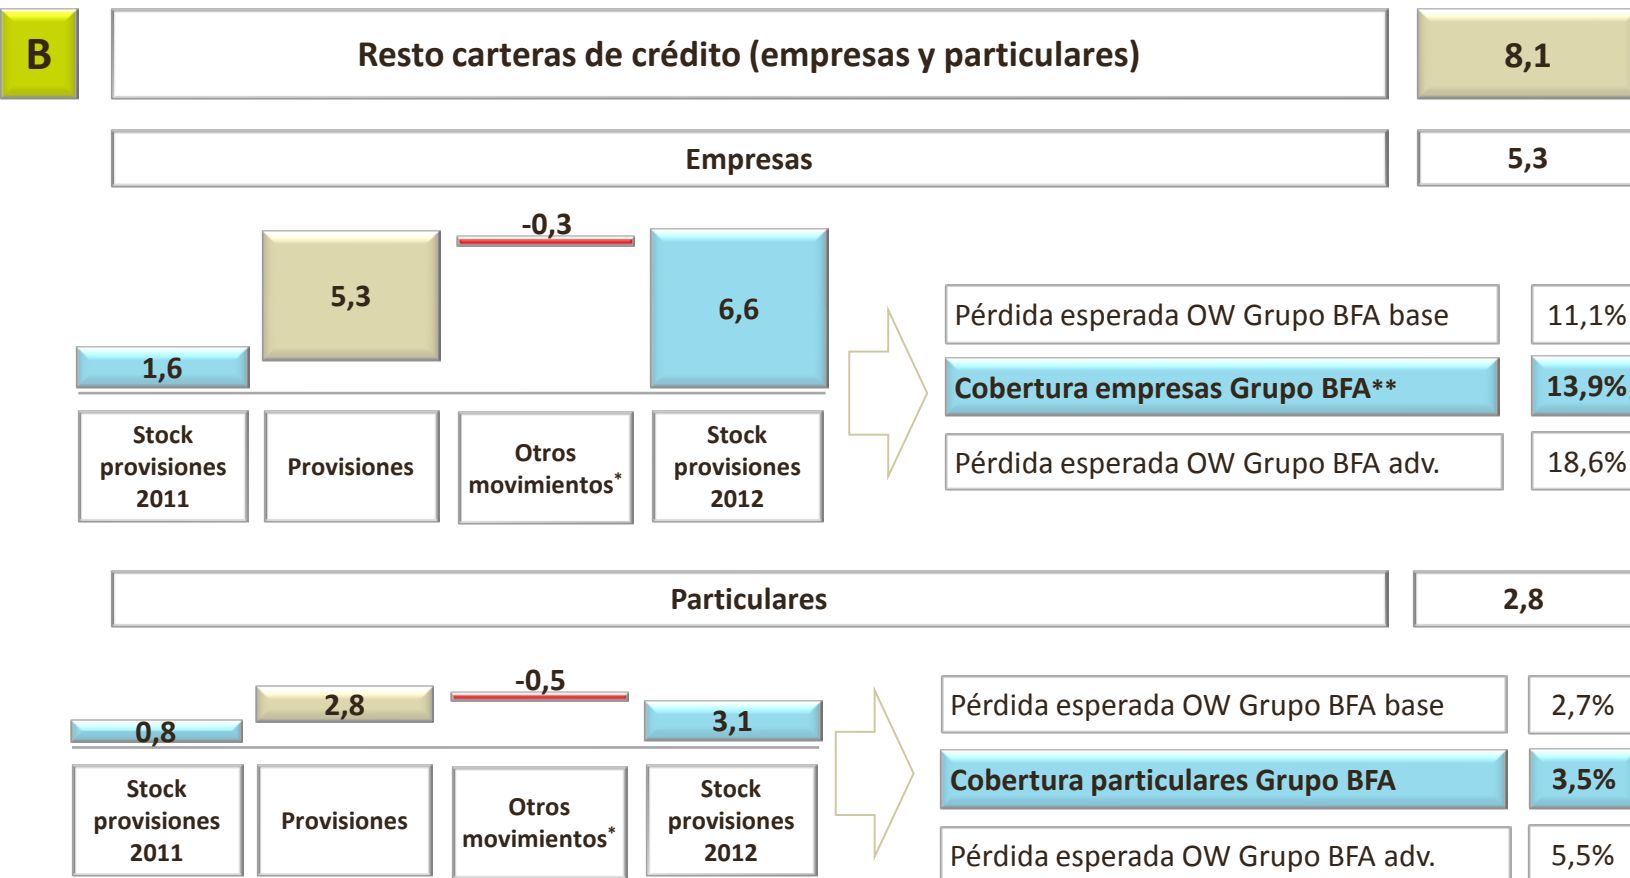 B
Resto carteras de crédito (empresas y particulares)
8,1
Empresas
5,3
-0,3
5,3
6,6
1,6
Stock
provisiones
2011
Provisiones
Otros
movimientos*
Stock
provisiones
2012
Pérdida esperada OW Grupo BFA base
11,1%
Cobertura empresas Grupo BFA**
13,9%
Pérdida esperada OW Grupo BFA adv.
18,6%
Particulares
2,8
-0,5
2,8
3,1
0,8
Stock
provisiones
2011
Provisiones
Otros
movimientos*
Stock
provisiones
2012
Pérdida esperada OW Grupo BFA base
2,7%
Cobertura particulares Grupo BFA
3,5%
Pérdida esperada OW Grupo BFA adv.
5,5%